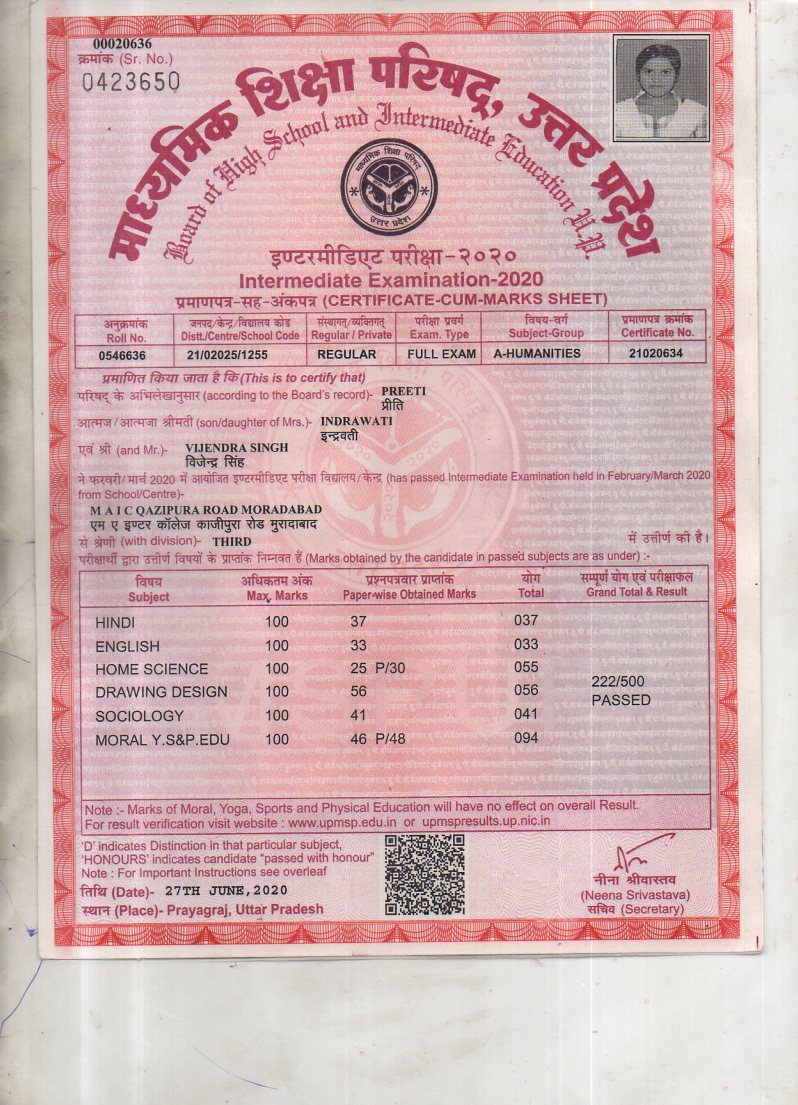 00020636
क्रमांक (Sr. No.)
0423650
माध्यमिक शिक्षा परिषद्, उत्तर प्रदेश
Board of High School and Intermediate Education U.P.
माध्यमिक शिक्षा परिषद्
उत्तर प्रदेश
इण्टरमीडिएट परीक्षा-२०२०
Intermediate Examination-2020
प्रमाणपत्र-सह-अंकपत्र (CERTIFICATE-CUM-MARKS SHEET)
अनुक्रमांक जनपद/केन्द्र/विद्यालय कोड संस्थागत/व्यक्तिगत परीक्षा प्रवर्ग विषय-वर्ग प्रमाणपत्र क्रमांक
Roll No. Distt./Centre/School Code Regular / Private Exam. Type Subject-Group Certificate No.
0546636 21/02025/1255 REGULAR FULL EXAM A-HUMANITIES 21020634
प्रमाणित किया जाता है कि (This is to certify that)
परिषद् के अभिलेखानुसार (according to the Board's record)- PREETI
प्रीति
आत्मज/आत्मजा श्रीमती (son/daughter of Mrs.)- INDRAWATI
इन्द्रवती
एवं श्री (and Mr.)- VIJENDRA SINGH
विजेन्द्र सिंह
ने फरवरी/मार्च 2020 में आयोजित इण्टरमीडिएट परीक्षा विद्यालय/केन्द्र (has passed Intermediate Examination held in February/March 2020
from School/Centre)-
M A I C QAZIPURA ROAD MORADABAD
एम ए इण्टर कॉलेज काजीपुरा रोड मुरादाबाद
से श्रेणी (with division)- THIRD में उत्तीर्ण की है।
परीक्षार्थी द्वारा उत्तीर्ण विषयों के प्राप्तांक निम्नवत हैं (Marks obtained by the candidate in passed subjects are as under) :-
विषय अधिकतम अंक प्रश्नपत्रवार प्राप्तांक योग सम्पूर्ण योग एवं परीक्षाफल
Subject Max. Marks Paper-wise Obtained Marks Total Grand Total & Result
HINDI 100 37 037
ENGLISH 100 33 033
HOME SCIENCE 100 25 P/30 055
222/500
DRAWING DESIGN 100 56 056
PASSED
SOCIOLOGY 100 41 041
MORAL Y.S&P.EDU 100 46 P/48 094
Note :- Marks of Moral, Yoga, Sports and Physical Education will have no effect on overall Result.
For result verification visit website : www.upmsp.edu.in or upmspresults.up.nic.in
'D' indicates Distinction in that particular subject,
'HONOURS' indicates candidate "passed with honour"
Note : For Important Instructions see overleaf
तिथि (Date)- 27TH JUNE,2020
स्थान (Place)- Prayagraj, Uttar Pradesh
नीना श्रीवास्तव
(Neena Srivastava)
सचिव (Secretary)